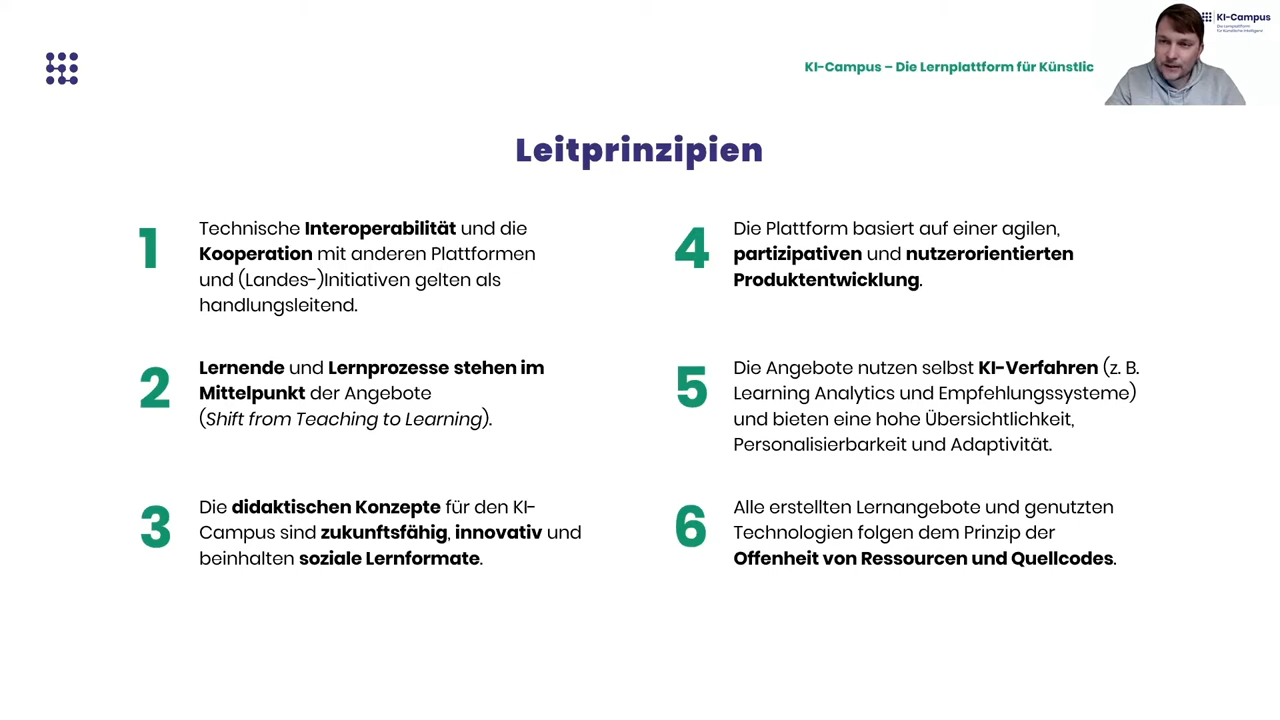 KI-Campus
Die Lernplattform
für Künstliche Intelligenz
KI-Campus – Die Lernplattform für Künstlic
Leitprinzipien
1
Technische Interoperabilität und die
Kooperation mit anderen Plattformen
und (Landes-)Initiativen gelten als
handlungsleitend.
2
Lernende und Lernprozesse stehen im
Mittelpunkt der Angebote
(Shift from Teaching to Learning).
3
Die didaktischen Konzepte für den KI-
Campus sind zukunftsfähig, innovativ und
beinhalten soziale Lernformate.
4
Die Plattform basiert auf einer agilen,
partizipativen und nutzerorientierten
Produktentwicklung.
5
Die Angebote nutzen selbst KI-Verfahren (z. B.
Learning Analytics und Empfehlungssysteme)
und bieten eine hohe Übersichtlichkeit,
Personalisierbarkeit und Adaptivität.
6
Alle erstellten Lernangebote und genutzten
Technologien folgen dem Prinzip der
Offenheit von Ressourcen und Quellcodes.